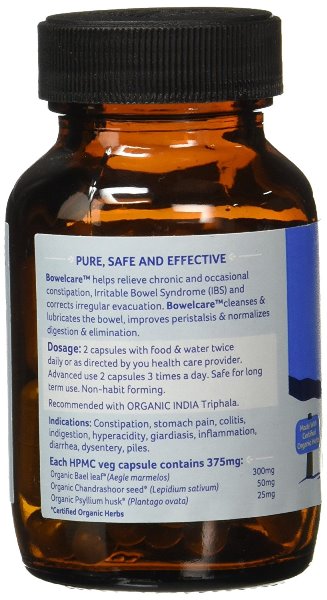 PURE, SAFE AND EFFECTIVE
Bowelcare™ helps relieve chronic and occasional
constipation, Irritable Bowel Syndrome (IBS) and
corrects irregular evacuation. Bowelcare™cleanses &
lubricates the bowel, improves peristalsis & normalizes
digestion & elimination.
Dosage: 2 capsules with food & water twice
daily or as directed by you health care provider.
Advanced use 2 capsules 3 times a day. Safe for long
term use. Non-habit forming.
Recommended with ORGANIC INDIA Triphala.
Indications: Constipation, stomach pain, colitis,
indigestion, hyperacidity, giardiasis, inflammation,
diarrhea, dysentery, piles.
Each HPMC veg capsule contains 375mg:
Organic Bael leaf* (Aegle marmelos) 300mg
Organic Chandrashoor seed* (Lepidium sativum) 50mg
Organic Psyllium husk* (Plantago ovata) 25mg
*Certified Organic Herbs
Made With
Certified
Organic Herbs